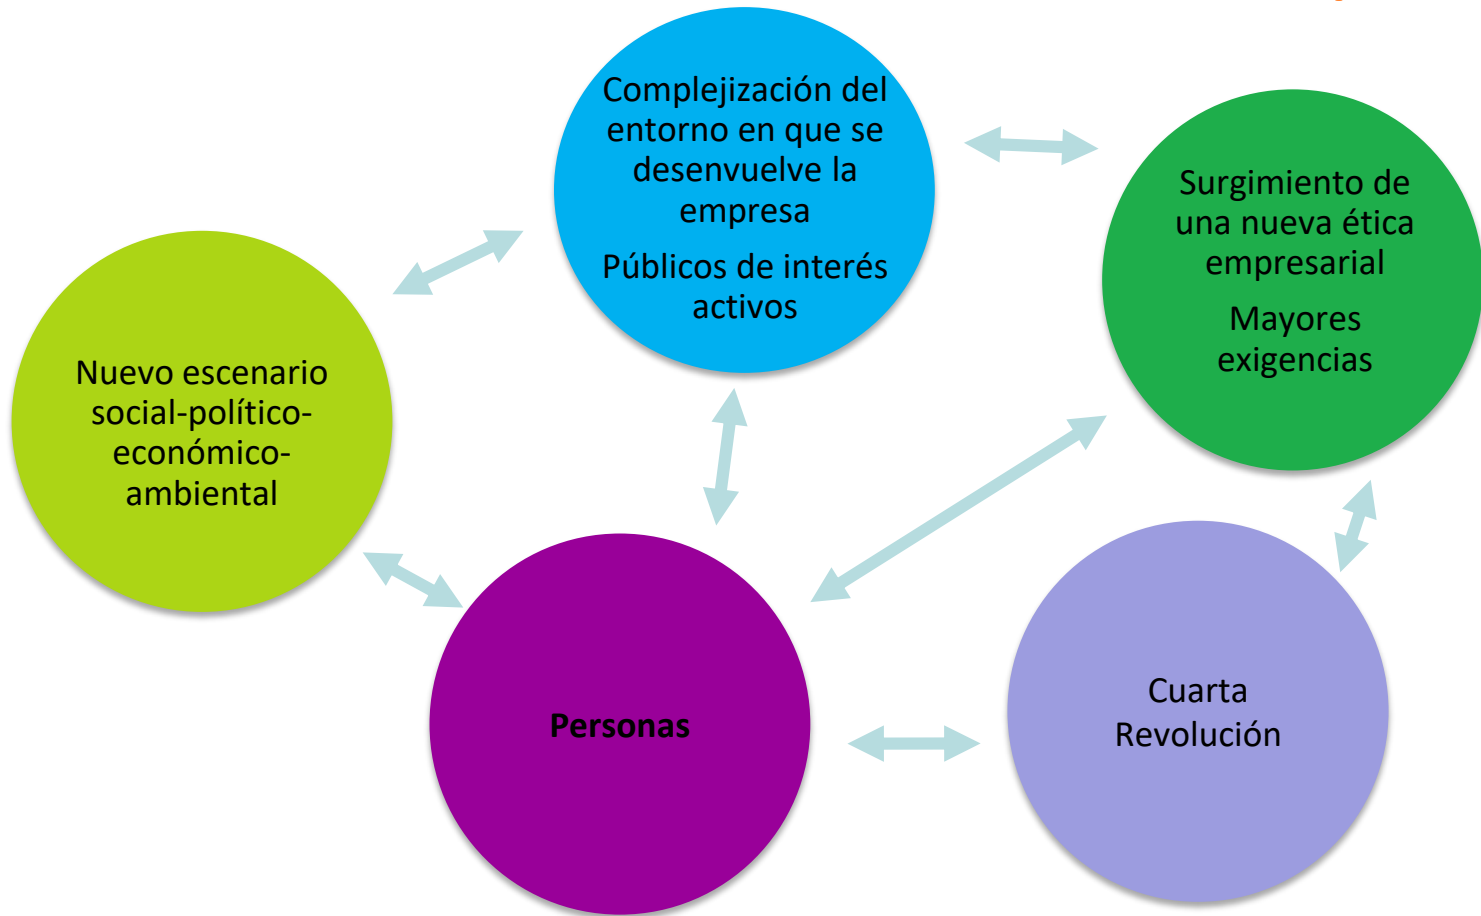 Complejización del
entorno en que se
desenvuelve la
empresa
Públicos de interés
activos
Surgimiento de
una nueva ética
empresarial
Mayores
exigencias
Nuevo escenario
social-político-
económico-
ambiental
Personas
Cuarta
Revolución